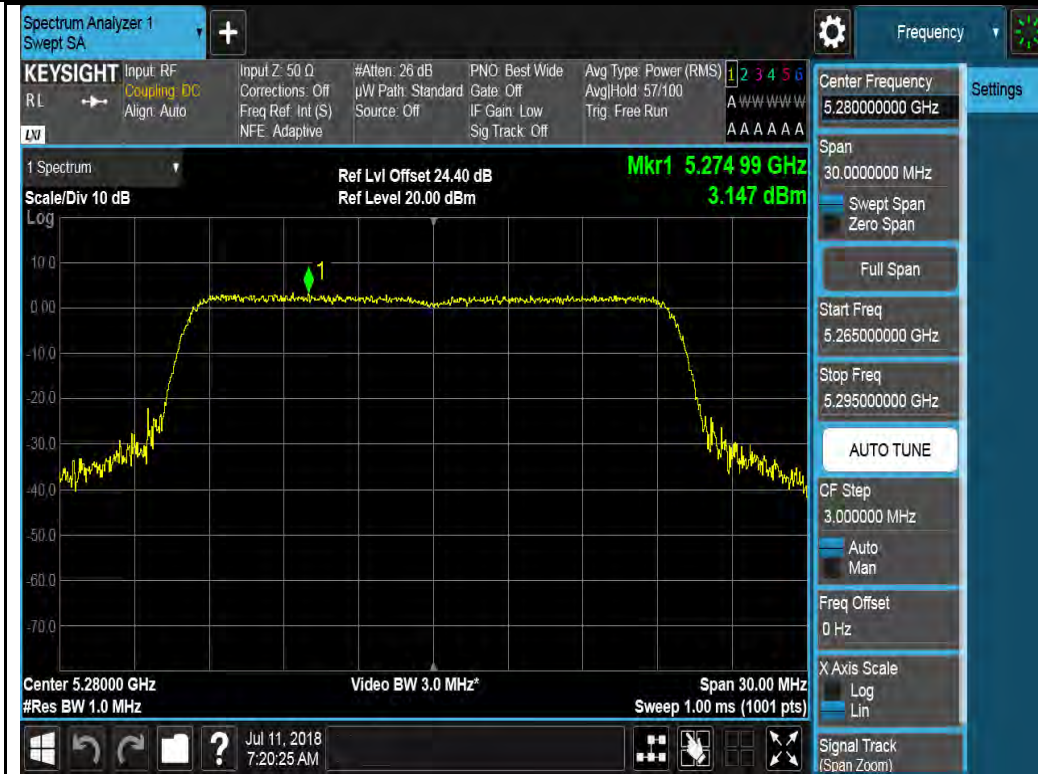 Spectrum Analyzer 1
Swept SA
+
Frequency
KEYSIGHT
RL
LXI
Input: RF
Coupling: DC
Align: Auto
Input Z: 50 Ω
Corrections: Off
Freq Ref: Int (S)
NFE: Adaptive
#Atten: 26 dB
µW Path: Standard
Source: Off
PNO: Best Wide
Gate: Off
IF Gain: Low
Sig Track: Off
Avg Type: Power (RMS)
Avg|Hold: 57/100
Trig: Free Run
1 2 3 4 5 6
A W W W W W
A A A A A A
1 Spectrum
Scale/Div 10 dB
Ref Lvl Offset 24.40 dB
Ref Level 20.00 dBm
Mkr1 5.274 99 GHz
3.147 dBm
Log
1
10.0
0.00
-10.0
-20.0
-30.0
-40.0
-50.0
-60.0
-70.0
Center 5.28000 GHz
#Res BW 1.0 MHz
Video BW 3.0 MHz*
Span 30.00 MHz
Sweep 1.00 ms (1001 pts)
?
Jul 11, 2018
7:20:25 AM
Center Frequency
5.280000000 GHz
Settings
Span
30.0000000 MHz
Swept Span
Zero Span
Full Span
Start Freq
5.265000000 GHz
Stop Freq
5.295000000 GHz
AUTO TUNE
CF Step
3.000000 MHz
Auto
Man
Freq Offset
0 Hz
X Axis Scale
Log
Lin
Signal Track
(Span Zoom)